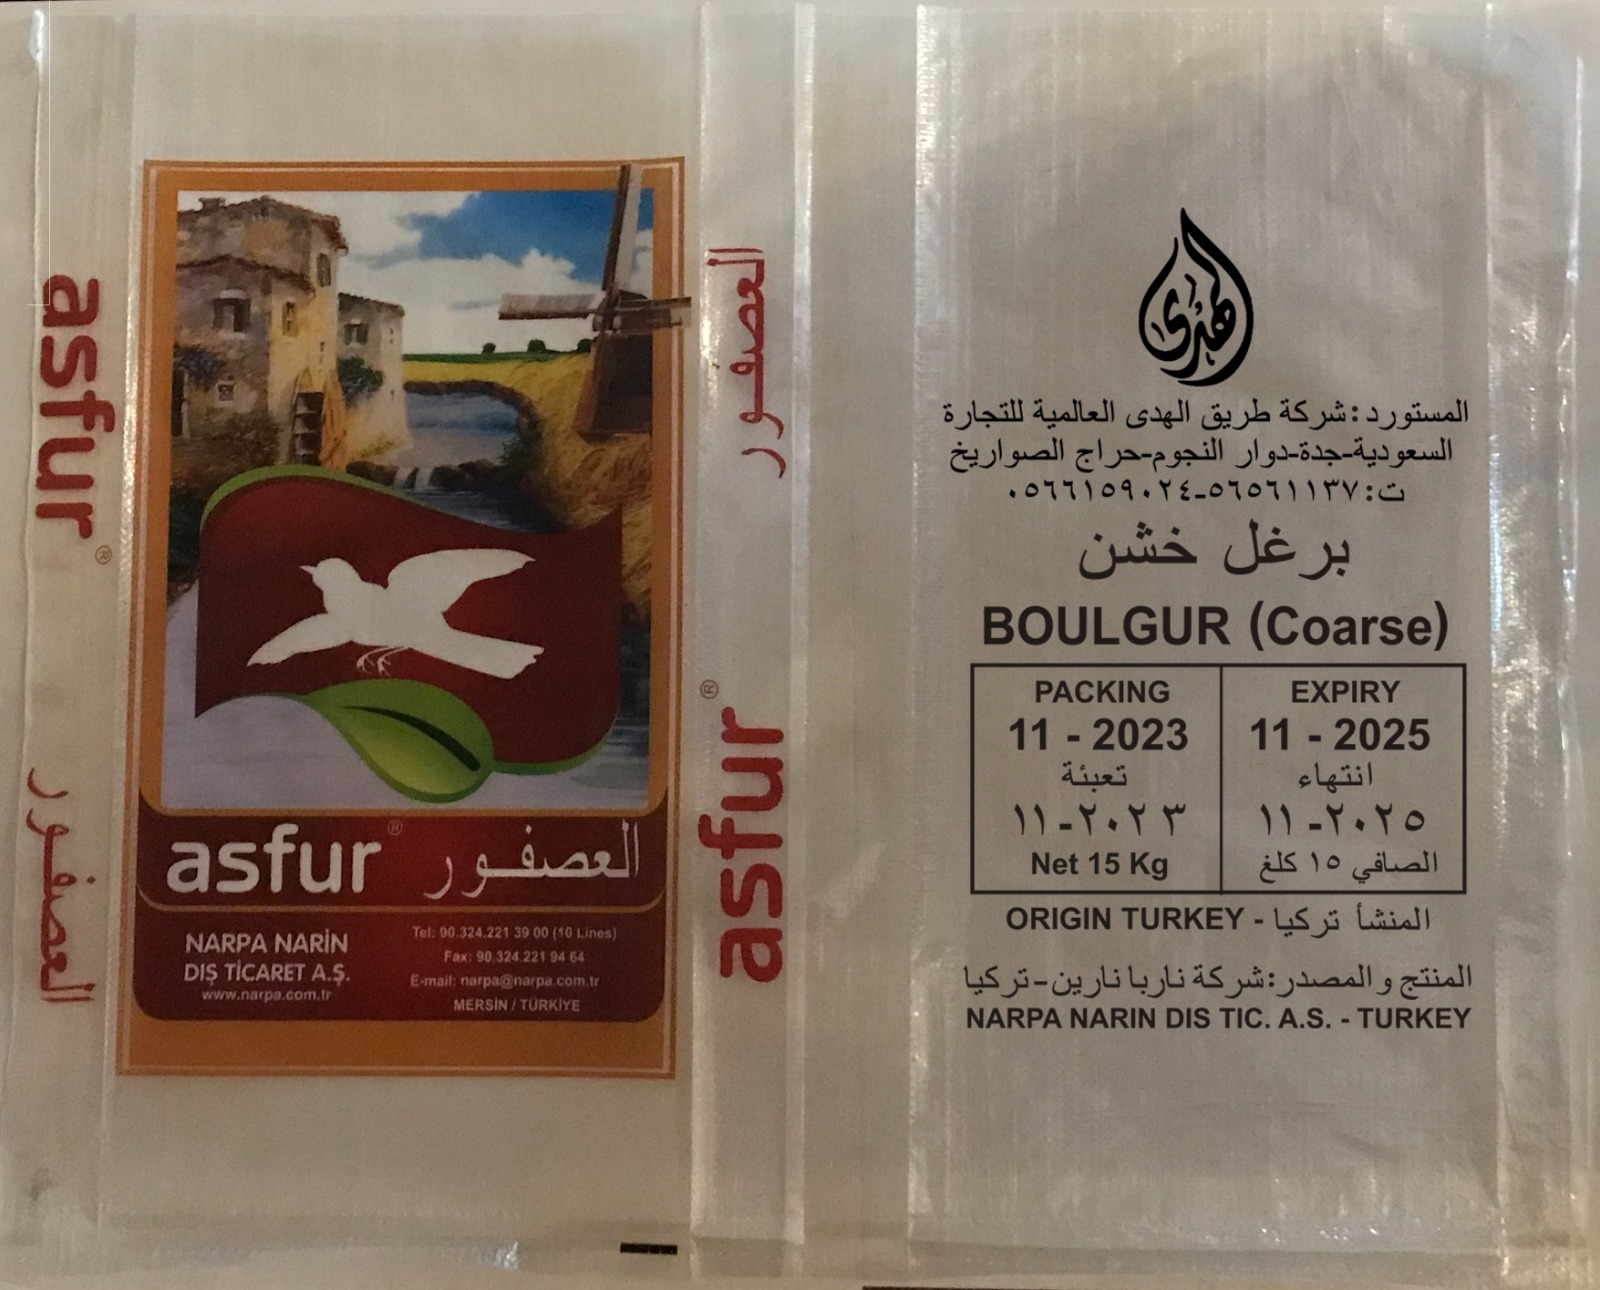 asfur®
العصفور
asfur® العصفور
NARPA NARİN
DIŞ TİCARET A.Ş.
www.narpa.com.tr
Tel: 90.324.221 39 00 (10 Lines)
Fax: 90.324.221 94 64
E-mail: narpa@narpa.com.tr
MERSİN / TÜRKİYE
العصفور
asfur®
الهدى
المستورد: شركة طريق الهدى العالمية للتجارة
السعودية-جدة-دوار النجوم-حراج الصواريخ
ت: ٠٥٦٦١٥٩٠٢٤-٥٦٥٦١١٣٧
برغل خشن
BOULGUR (Coarse)
PACKING
11 - 2023
تعبئة
١١-٢٠٢٣
Net 15 Kg
EXPIRY
11 - 2025
انتهاء
١١-٢٠٢٥
الصافي ١٥ كلغ
ORIGIN TURKEY - المنشأ تركيا
المنتج و المصدر: شركة ناربا نارين - تركيا
NARPA NARIN DIS TIC. A.S. - TURKEY